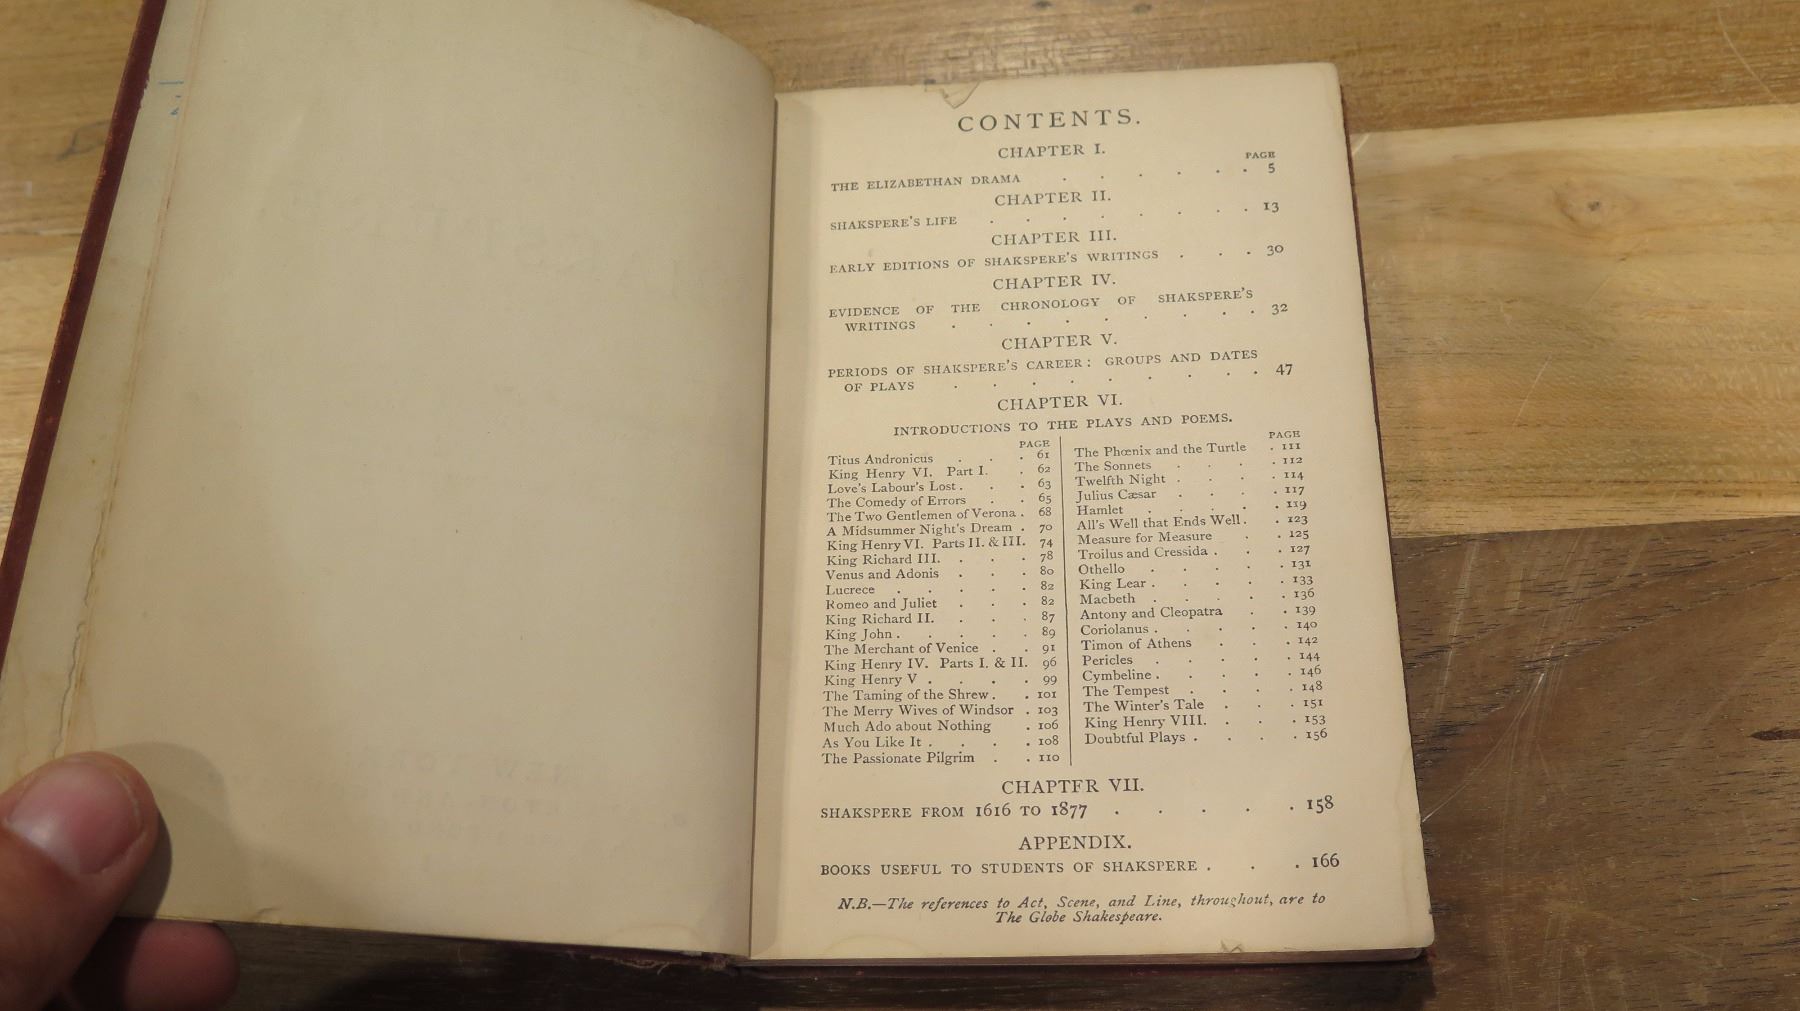 CONTENTS.
CHAPTER I.
PAGE
THE ELIZABETHAN DRAMA . . . . . . 5
CHAPTER II.
SHAKSPERE'S LIFE . . . . . . . . 13
CHAPTER III.
EARLY EDITIONS OF SHAKSPERE'S WRITINGS . . . 30
CHAPTER IV.
EVIDENCE OF THE CHRONOLOGY OF SHAKSPERE'S
WRITINGS . . . . . . . . . 32
CHAPTER V.
PERIODS OF SHAKSPERE'S CAREER: GROUPS AND DATES
OF PLAYS . . . . . . . . . 47
CHAPTER VI.
INTRODUCTIONS TO THE PLAYS AND POEMS.
PAGE
Titus Andronicus . . . 61
King Henry VI. Part I. . 62
Love's Labour's Lost . . . 63
The Comedy of Errors . . 65
The Two Gentlemen of Verona . 68
A Midsummer Night's Dream . 70
King Henry VI. Parts II. & III. 74
King Richard III. . . . 78
Venus and Adonis . . . 80
Lucrece . . . . . 82
Romeo and Juliet . . . 82
King Richard II. . . . 87
King John . . . . . 89
The Merchant of Venice . . 91
King Henry IV. Parts I. & II. 96
King Henry V . . . . 99
The Taming of the Shrew . . 101
The Merry Wives of Windsor . 103
Much Ado about Nothing . 106
As You Like It . . . . 108
The Passionate Pilgrim . . 110
PAGE
The Phœnix and the Turtle . 111
The Sonnets . . . . 112
Twelfth Night . . . . 114
Julius Cæsar . . . . 117
Hamlet . . . . . 119
All's Well that Ends Well . . 123
Measure for Measure . . 125
Troilus and Cressida . . . 127
Othello . . . . . 131
King Lear . . . . . 133
Macbeth . . . . . 136
Antony and Cleopatra . . 139
Coriolanus . . . . . 140
Timon of Athens . . . 142
Pericles . . . . . 144
Cymbeline . . . . . 146
The Tempest . . . . 148
The Winter's Tale . . . 151
King Henry VIII. . . . 153
Doubtful Plays . . . . 156
CHAPTER VII.
SHAKSPERE FROM 1616 TO 1877 . . . . . 158
APPENDIX.
BOOKS USEFUL TO STUDENTS OF SHAKSPERE . . . 166
N.B.—The references to Act, Scene, and Line, throughout, are to
The Globe Shakespeare.